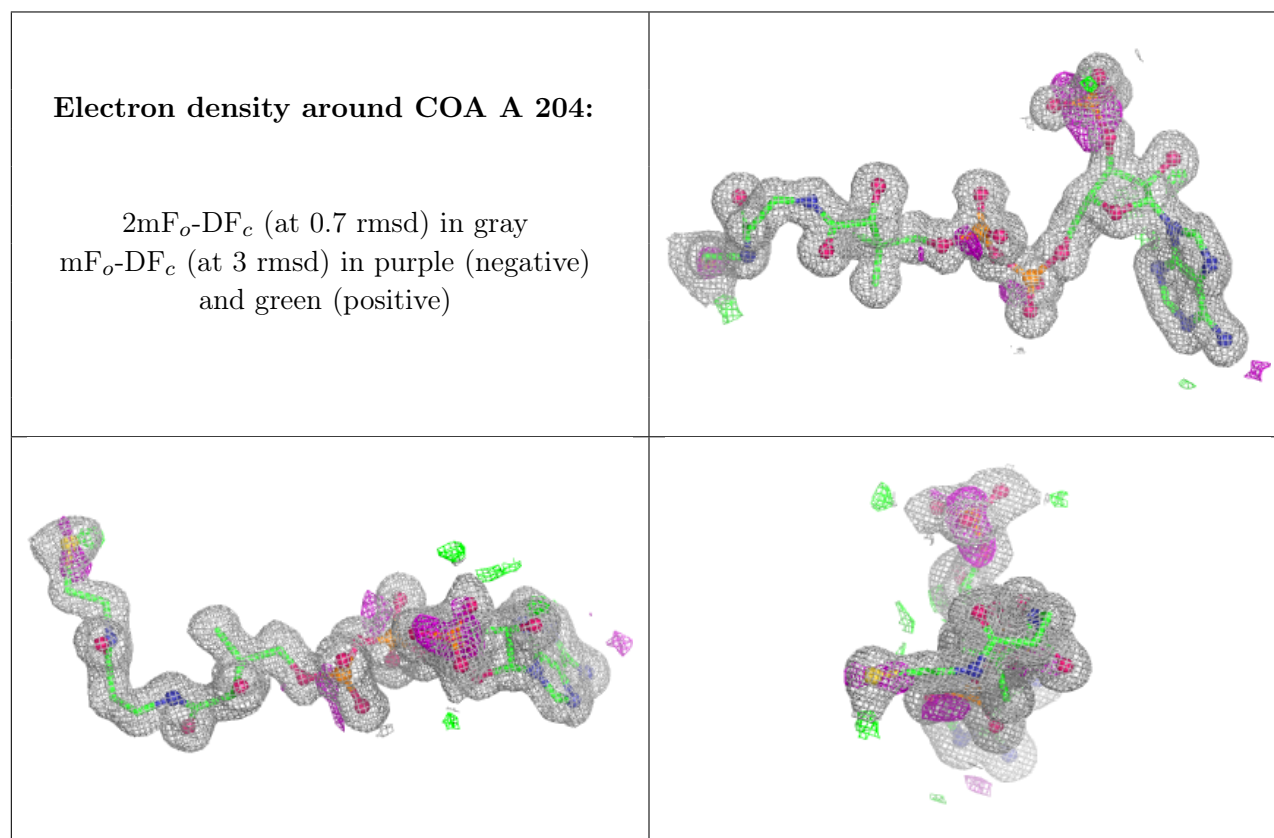 Electron density around COA A 204:
2mFo-DFc (at 0.7 rmsd) in gray
mFo-DFc (at 3 rmsd) in purple (negative)
and green (positive)